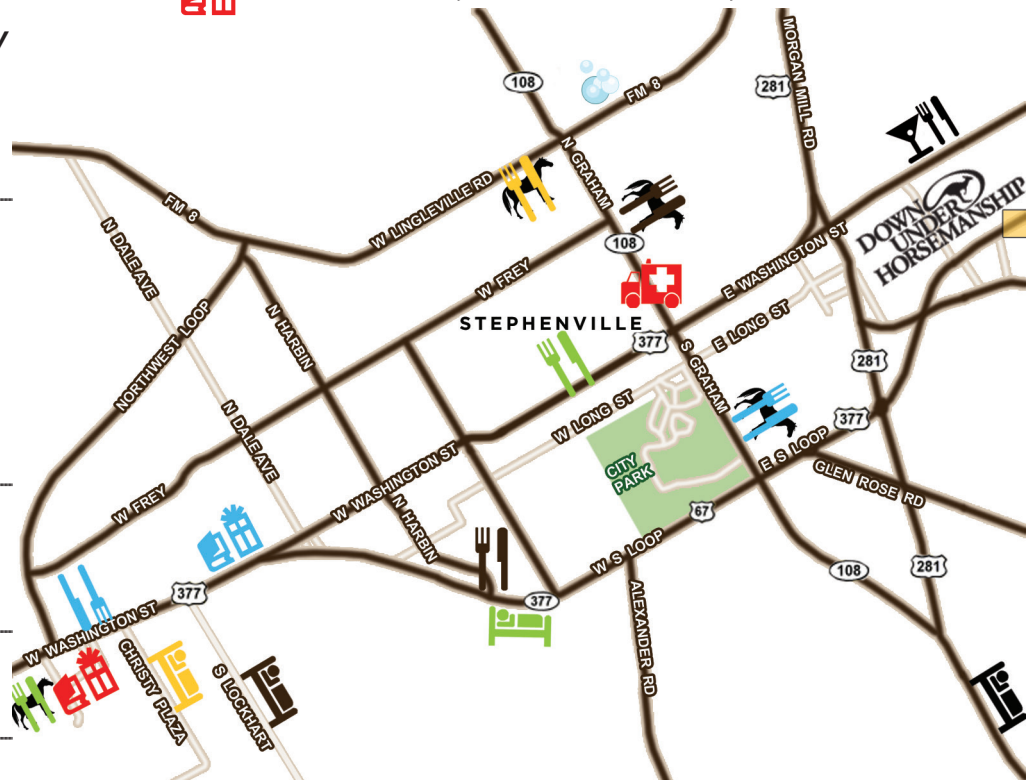 108
FM 8
281
MORGAN MILL RD
N GRAHAM
W LINGLEVILLE RD
FM 8
N DALE AVE
108
DOWN
UNDER
HORSEMANSHIP
E WASHINGTON ST
W FREY
STEPHENVILLE
N HARBIN
NORTHWEST LOOP
377
E LONG ST
S GRAHAM
281
W LONG ST
377
N DALE AVE
W WASHINGTON ST
CITY
PARK
E S LOOP
GLEN ROSE RD
W FREY
N HARBIN
67
W S LOOP
108
281
377
377
W WASHINGTON ST
ALEXANDER RD
CHRISTY PLAZA
S LOCKHART